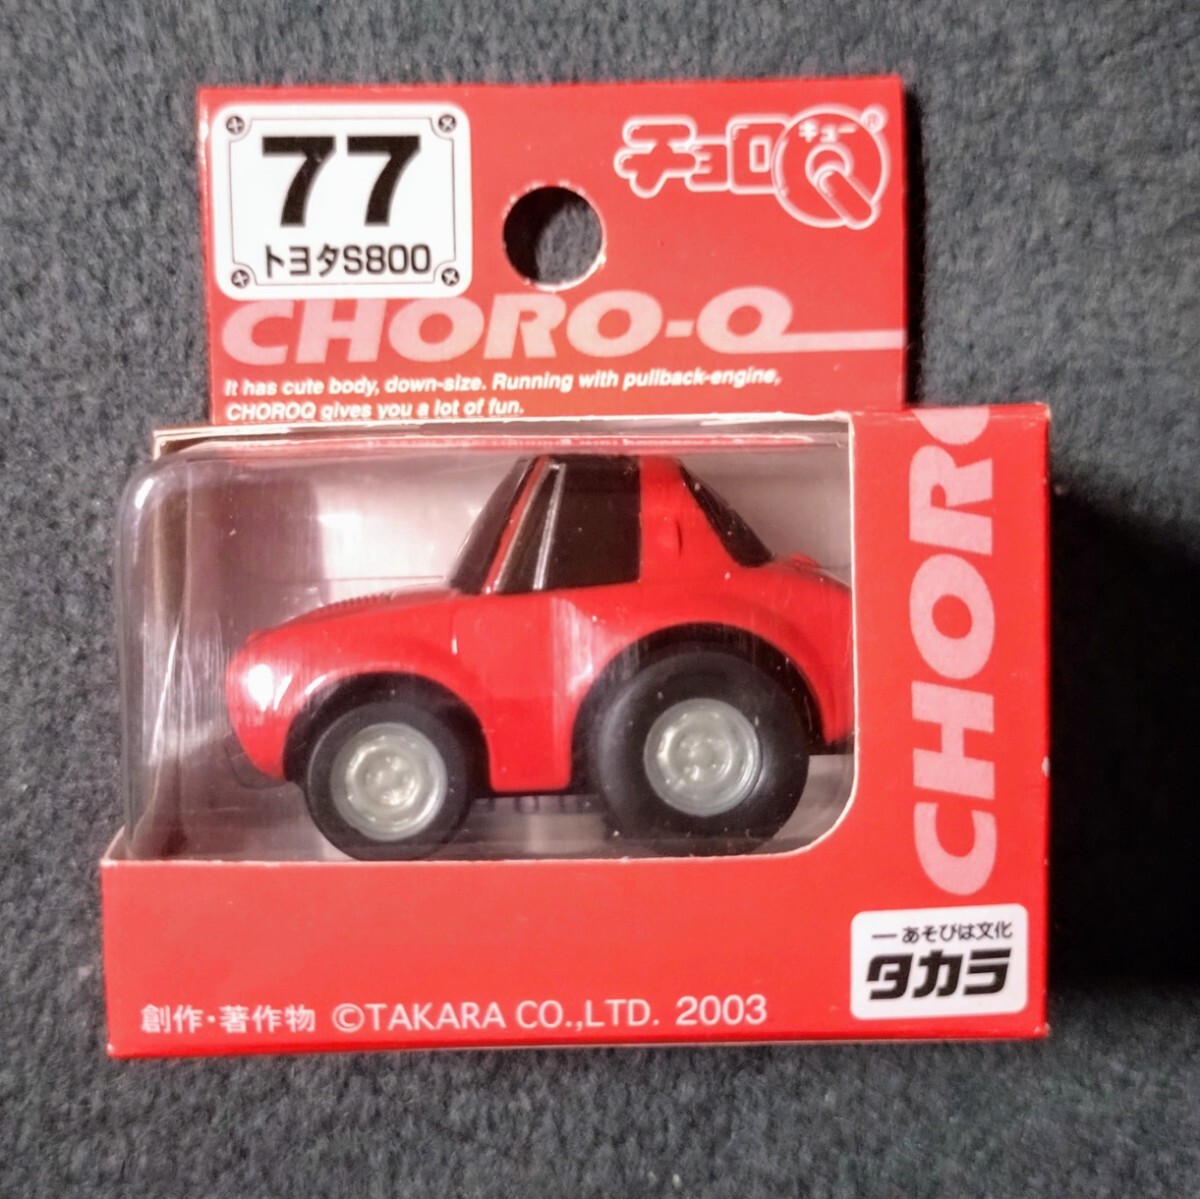 77
トヨタS800
チョロQ
キュー
®
CHORO-Q
It has cute body, down-size. Running with pullback-engine,
CHOROQ gives you a lot of fun.
CHORO
ーあそびは文化
タカラ
創作・著作物 ©TAKARA CO.,LTD. 2003